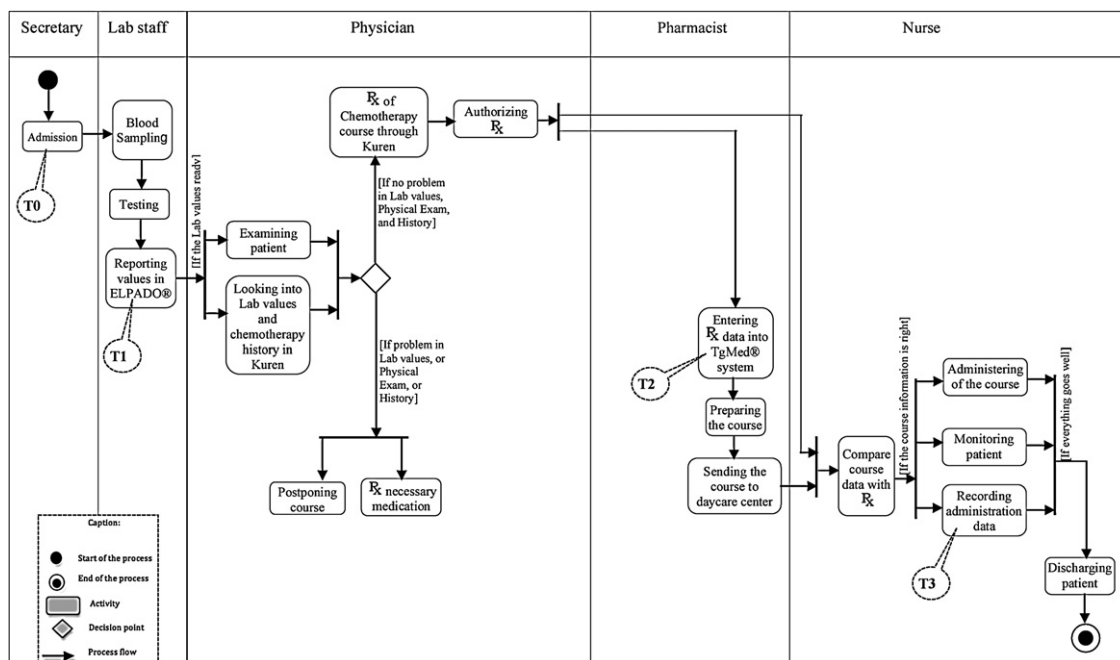 Secretary
Lab staff
Physician
Pharmacist
Nurse
Admission
T0
Blood
Sampling
Testing
Reporting
values in
ELPADO®
T1
[If the Lab values ready]
Examining
patient
Looking into
Lab values
and
chemotherapy
history in
Kuren
℞ of
Chemotherapy
course through
Kuren
Authorizing
℞
[If no problem
in Lab values,
Physical Exam,
and History]
[If problem in
Lab values, or
Physical
Exam, or
History]
Postponing
course
℞ necessary
medication
Entering
℞ data into
TgMed®
system
T2
Preparing
the course
Sending the
course to
daycare center
Compare
course
data with
℞
[If the course information is right]
Administering
of the course
Monitoring
patient
Recording
administration
data
T3
[If everything goes well]
Discharging
patient
Caption:
Start of the process
End of the process
Activity
Decision point
Process flow